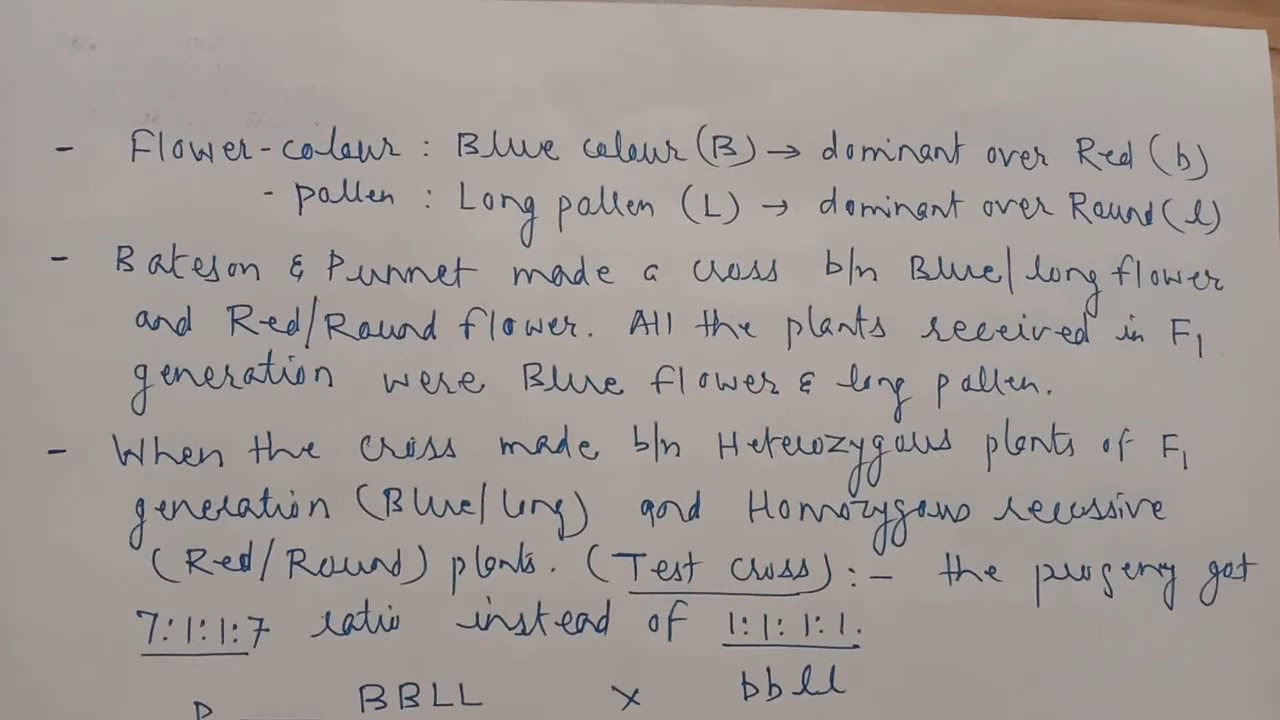 - Flower-colour : Blue colour (B) → dominant over Red (b)
- pollen : Long pollen (L) → dominant over Round (l)
- Bateson & Punnet made a cross b/n Blue/long flower
and Red/Round flower. All the plants received in F1
generation were Blue flower & long pollen.
- When the cross made b/n Heterozygous plants of F1
generation (Blue/long) and Homozygous recessive
(Red/Round) plants. (Test cross) :- the progeny got
7:1:1:7 ratio instead of 1:1:1:1.
P BBLL × bbll